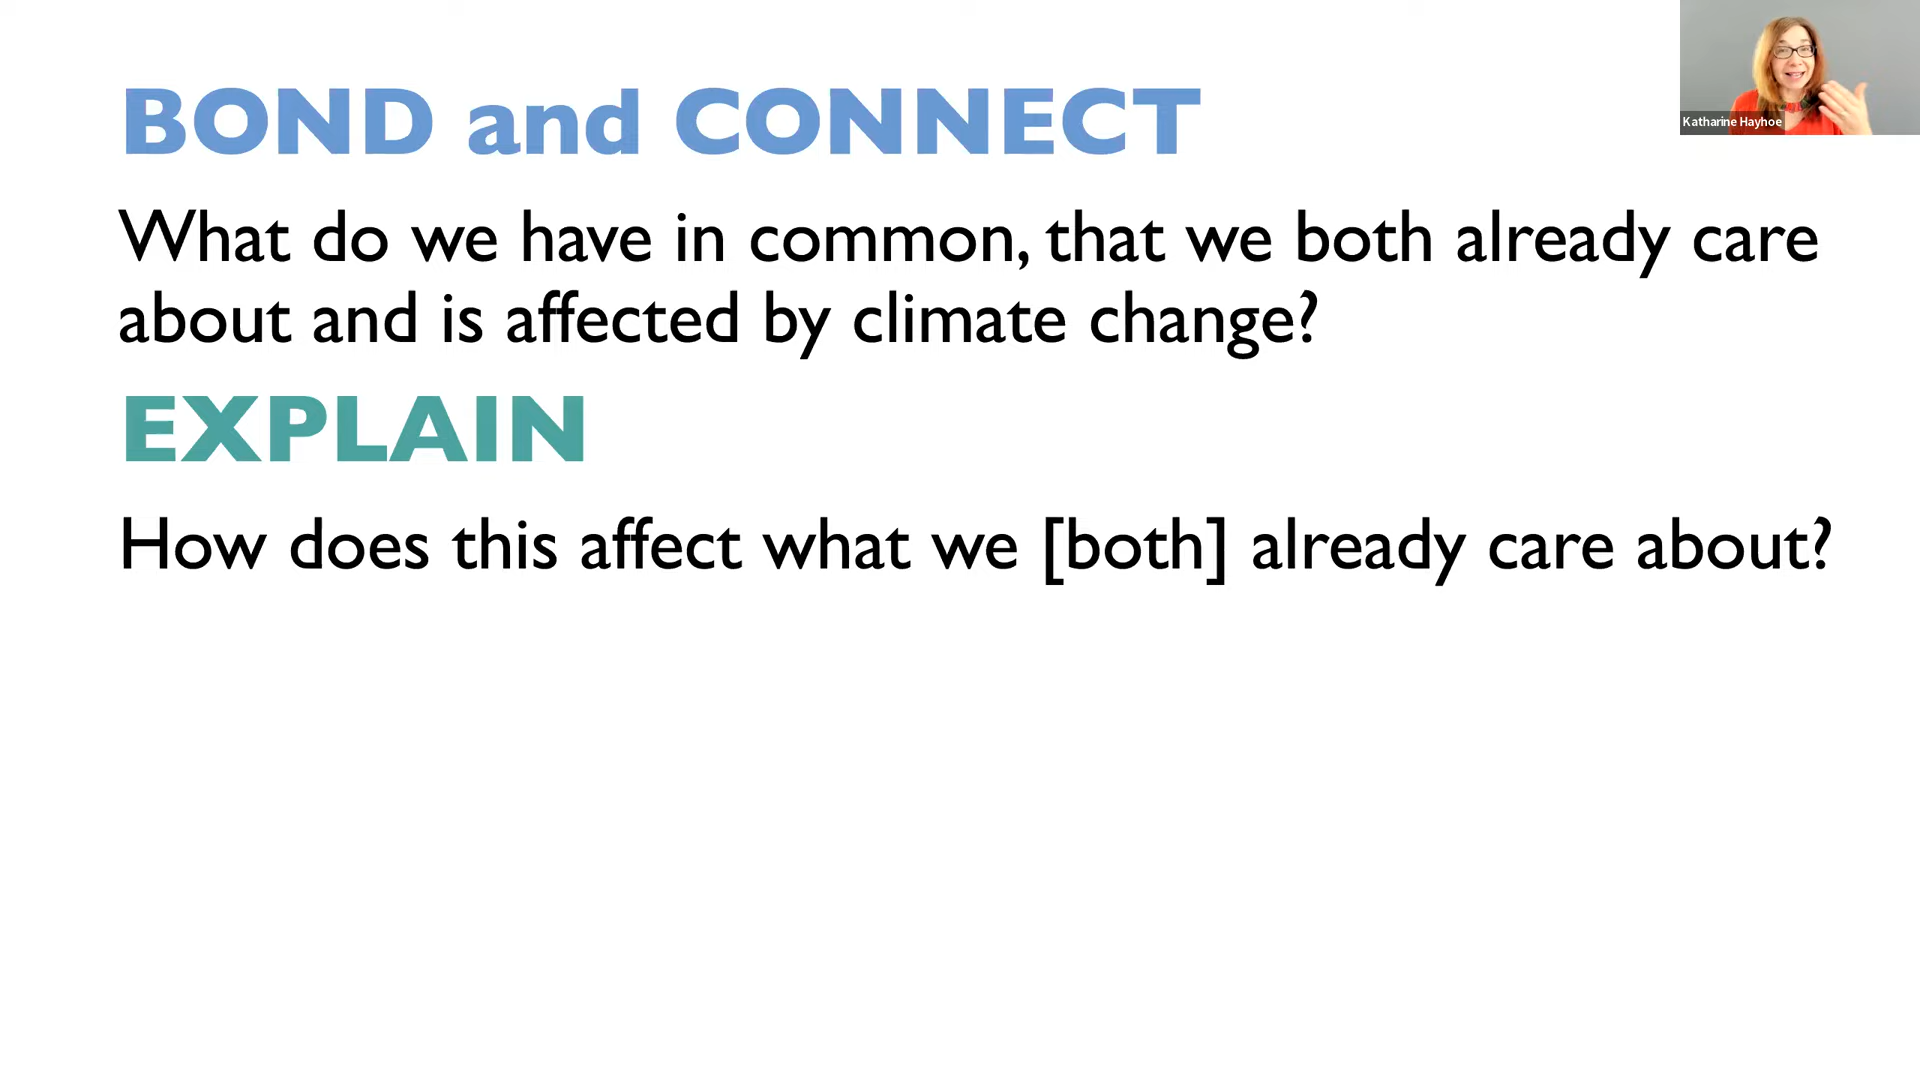 BOND and CONNECT
What do we have in common, that we both already care
about and is affected by climate change?
EXPLAIN
How does this affect what we [both] already care about?
Katharine Hayhoe